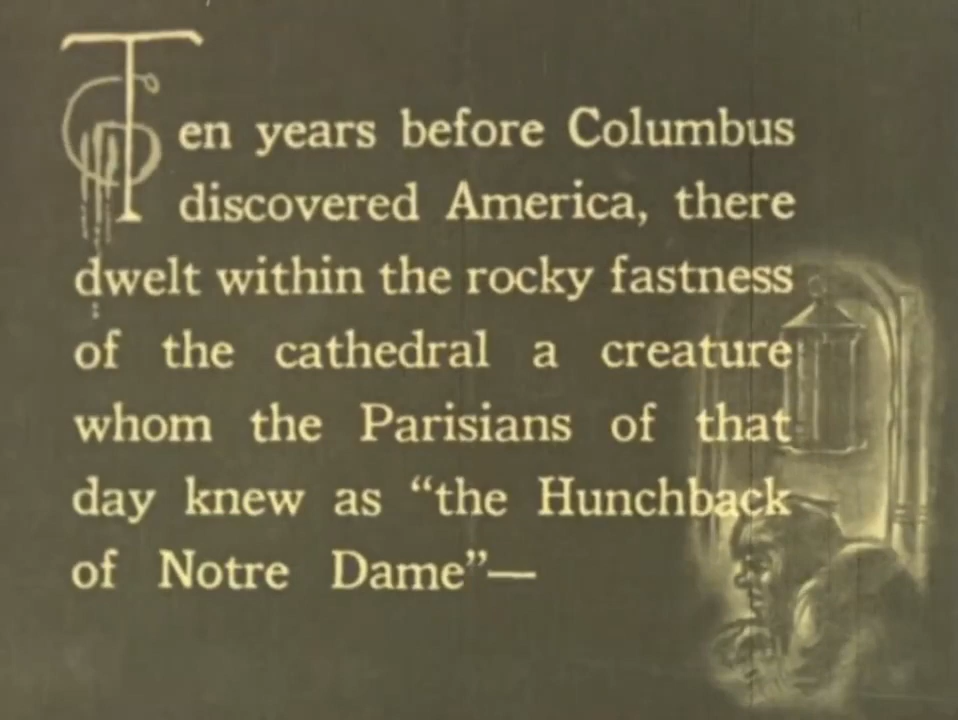 Ten years before Columbus
discovered America, there
dwelt within the rocky fastness
of the cathedral a creature
whom the Parisians of that
day knew as “the Hunchback
of Notre Dame”—